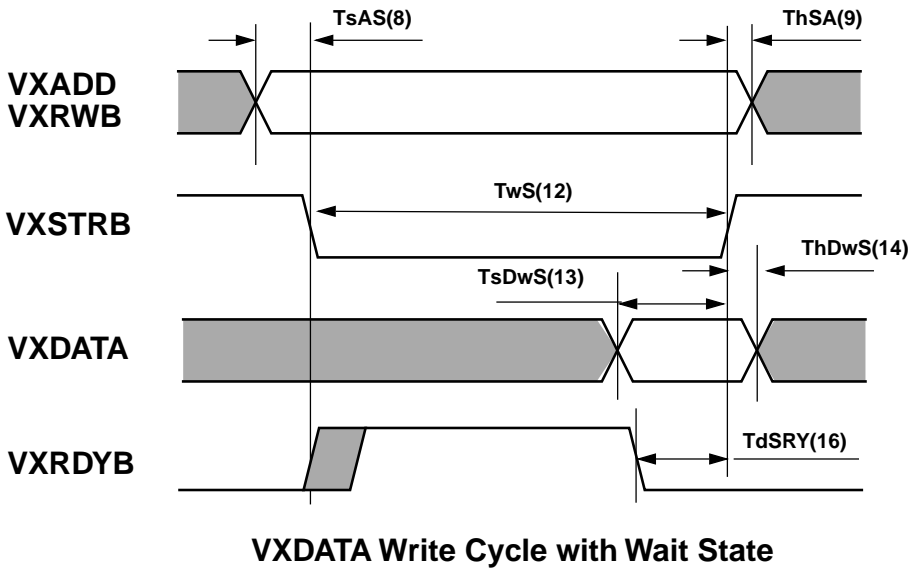 TsAS(8)
ThSA(9)
VXADD
VXRWB
TwS(12)
VXSTRB
ThDwS(14)
TsDwS(13)
VXDATA
TdSRY(16)
VXRDYB
VXDATA Write Cycle with Wait State